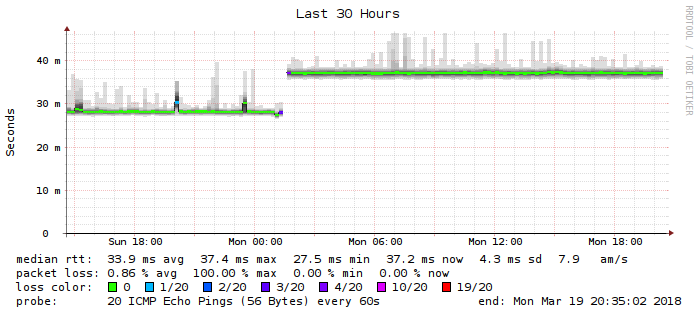 Last 30 Hours
RRDTOOL / TOBI OETIKER
Seconds
40 m
30 m
20 m
10 m
0
Sun 18:00 Mon 00:00 Mon 06:00 Mon 12:00 Mon 18:00
median rtt: 33.9 ms avg 37.4 ms max 27.5 ms min 37.2 ms now 4.3 ms sd 7.9 am/s
packet loss: 0.86 % avg 100.00 % max 0.00 % min 0.00 % now
loss color: 0 1/20 2/20 3/20 4/20 10/20 19/20
probe: 20 ICMP Echo Pings (56 Bytes) every 60s end: Mon Mar 19 20:35:02 2018